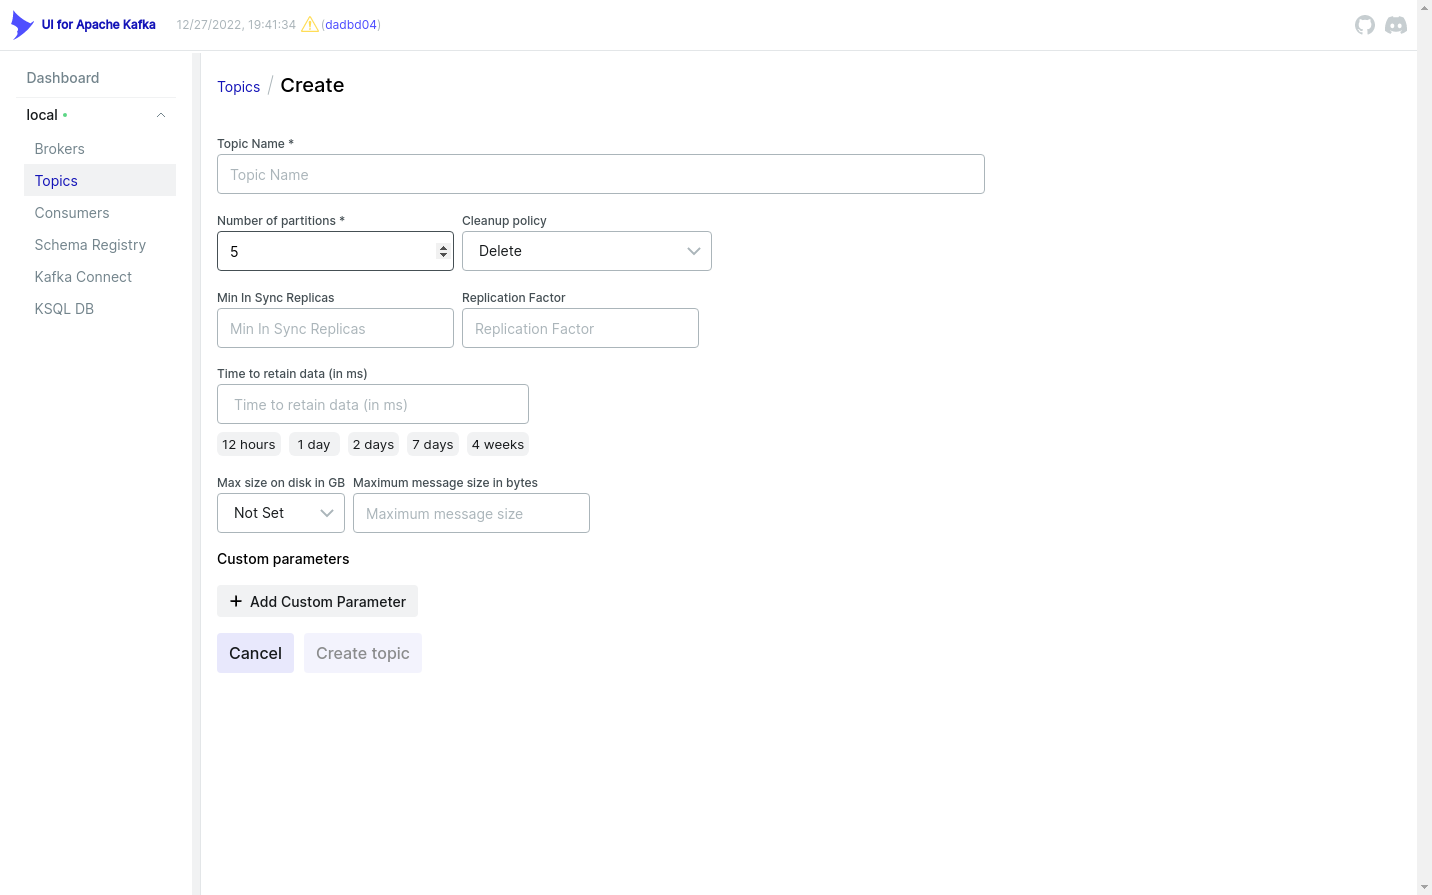 UI for Apache Kafka 12/27/2022, 19:41:34 (dadbd04)
Dashboard
local
Brokers
Topics
Consumers
Schema Registry
Kafka Connect
KSQL DB
Topics / Create
Topic Name *
Topic Name
Number of partitions * Cleanup policy
5 Delete
Min In Sync Replicas Replication Factor
Min In Sync Replicas Replication Factor
Time to retain data (in ms)
Time to retain data (in ms)
12 hours 1 day 2 days 7 days 4 weeks
Max size on disk in GB Maximum message size in bytes
Not Set Maximum message size
Custom parameters
+ Add Custom Parameter
Cancel Create topic